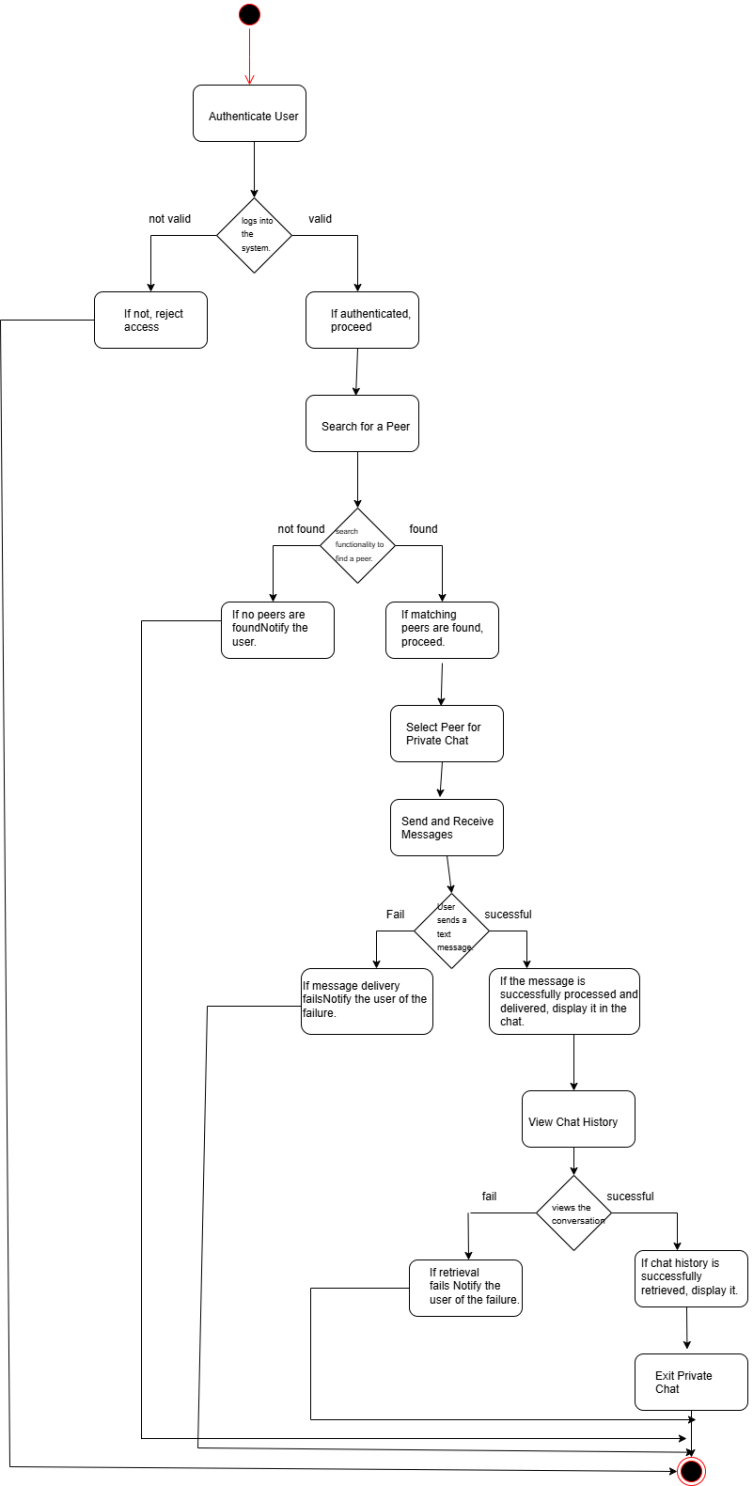 Authenticate User
not valid
logs into
the
system.
valid
If not, reject
access
If authenticated,
proceed
Search for a Peer
not found
search
functionality to
find a peer.
found
If no peers are
foundNotify the
user.
If matching
peers are found,
proceed.
Select Peer for
Private Chat
Send and Receive
Messages
Fail
User
sends a
text
message.
sucessful
If message delivery
failsNotify the user of the
failure.
If the message is
successfully processed and
delivered, display it in the
chat.
View Chat History
fail
views the
conversation
sucessful
If retrieval
fails Notify the
user of the failure.
If chat history is
successfully
retrieved, display it.
Exit Private
Chat